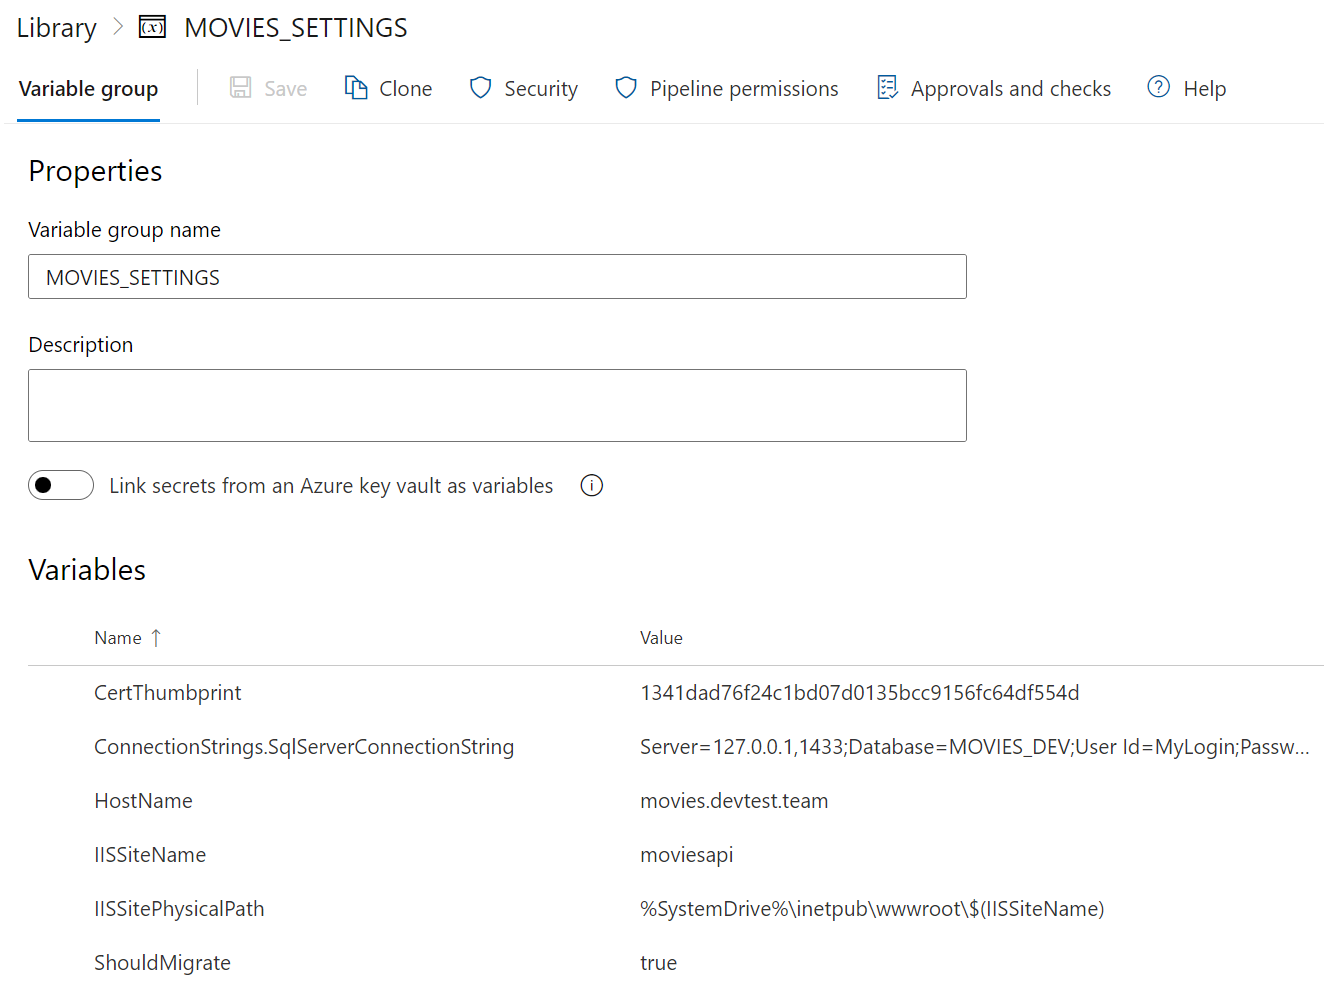 Library > (x) MOVIES_SETTINGS
Variable group Save Clone Security Pipeline permissions Approvals and checks ? Help
Properties
Variable group name
MOVIES_SETTINGS
Description
Link secrets from an Azure key vault as variables i
Variables
Name ↑ Value
CertThumbprint 1341dad76f24c1bd07d0135bcc9156fc64df554d
ConnectionStrings.SqlServerConnectionString Server=127.0.0.1,1433;Database=MOVIES_DEV;User Id=MyLogin;Passw...
HostName movies.devtest.team
IISSiteName moviesapi
IISSitePhysicalPath %SystemDrive%\inetpub\wwwroot\$(IISSiteName)
ShouldMigrate true